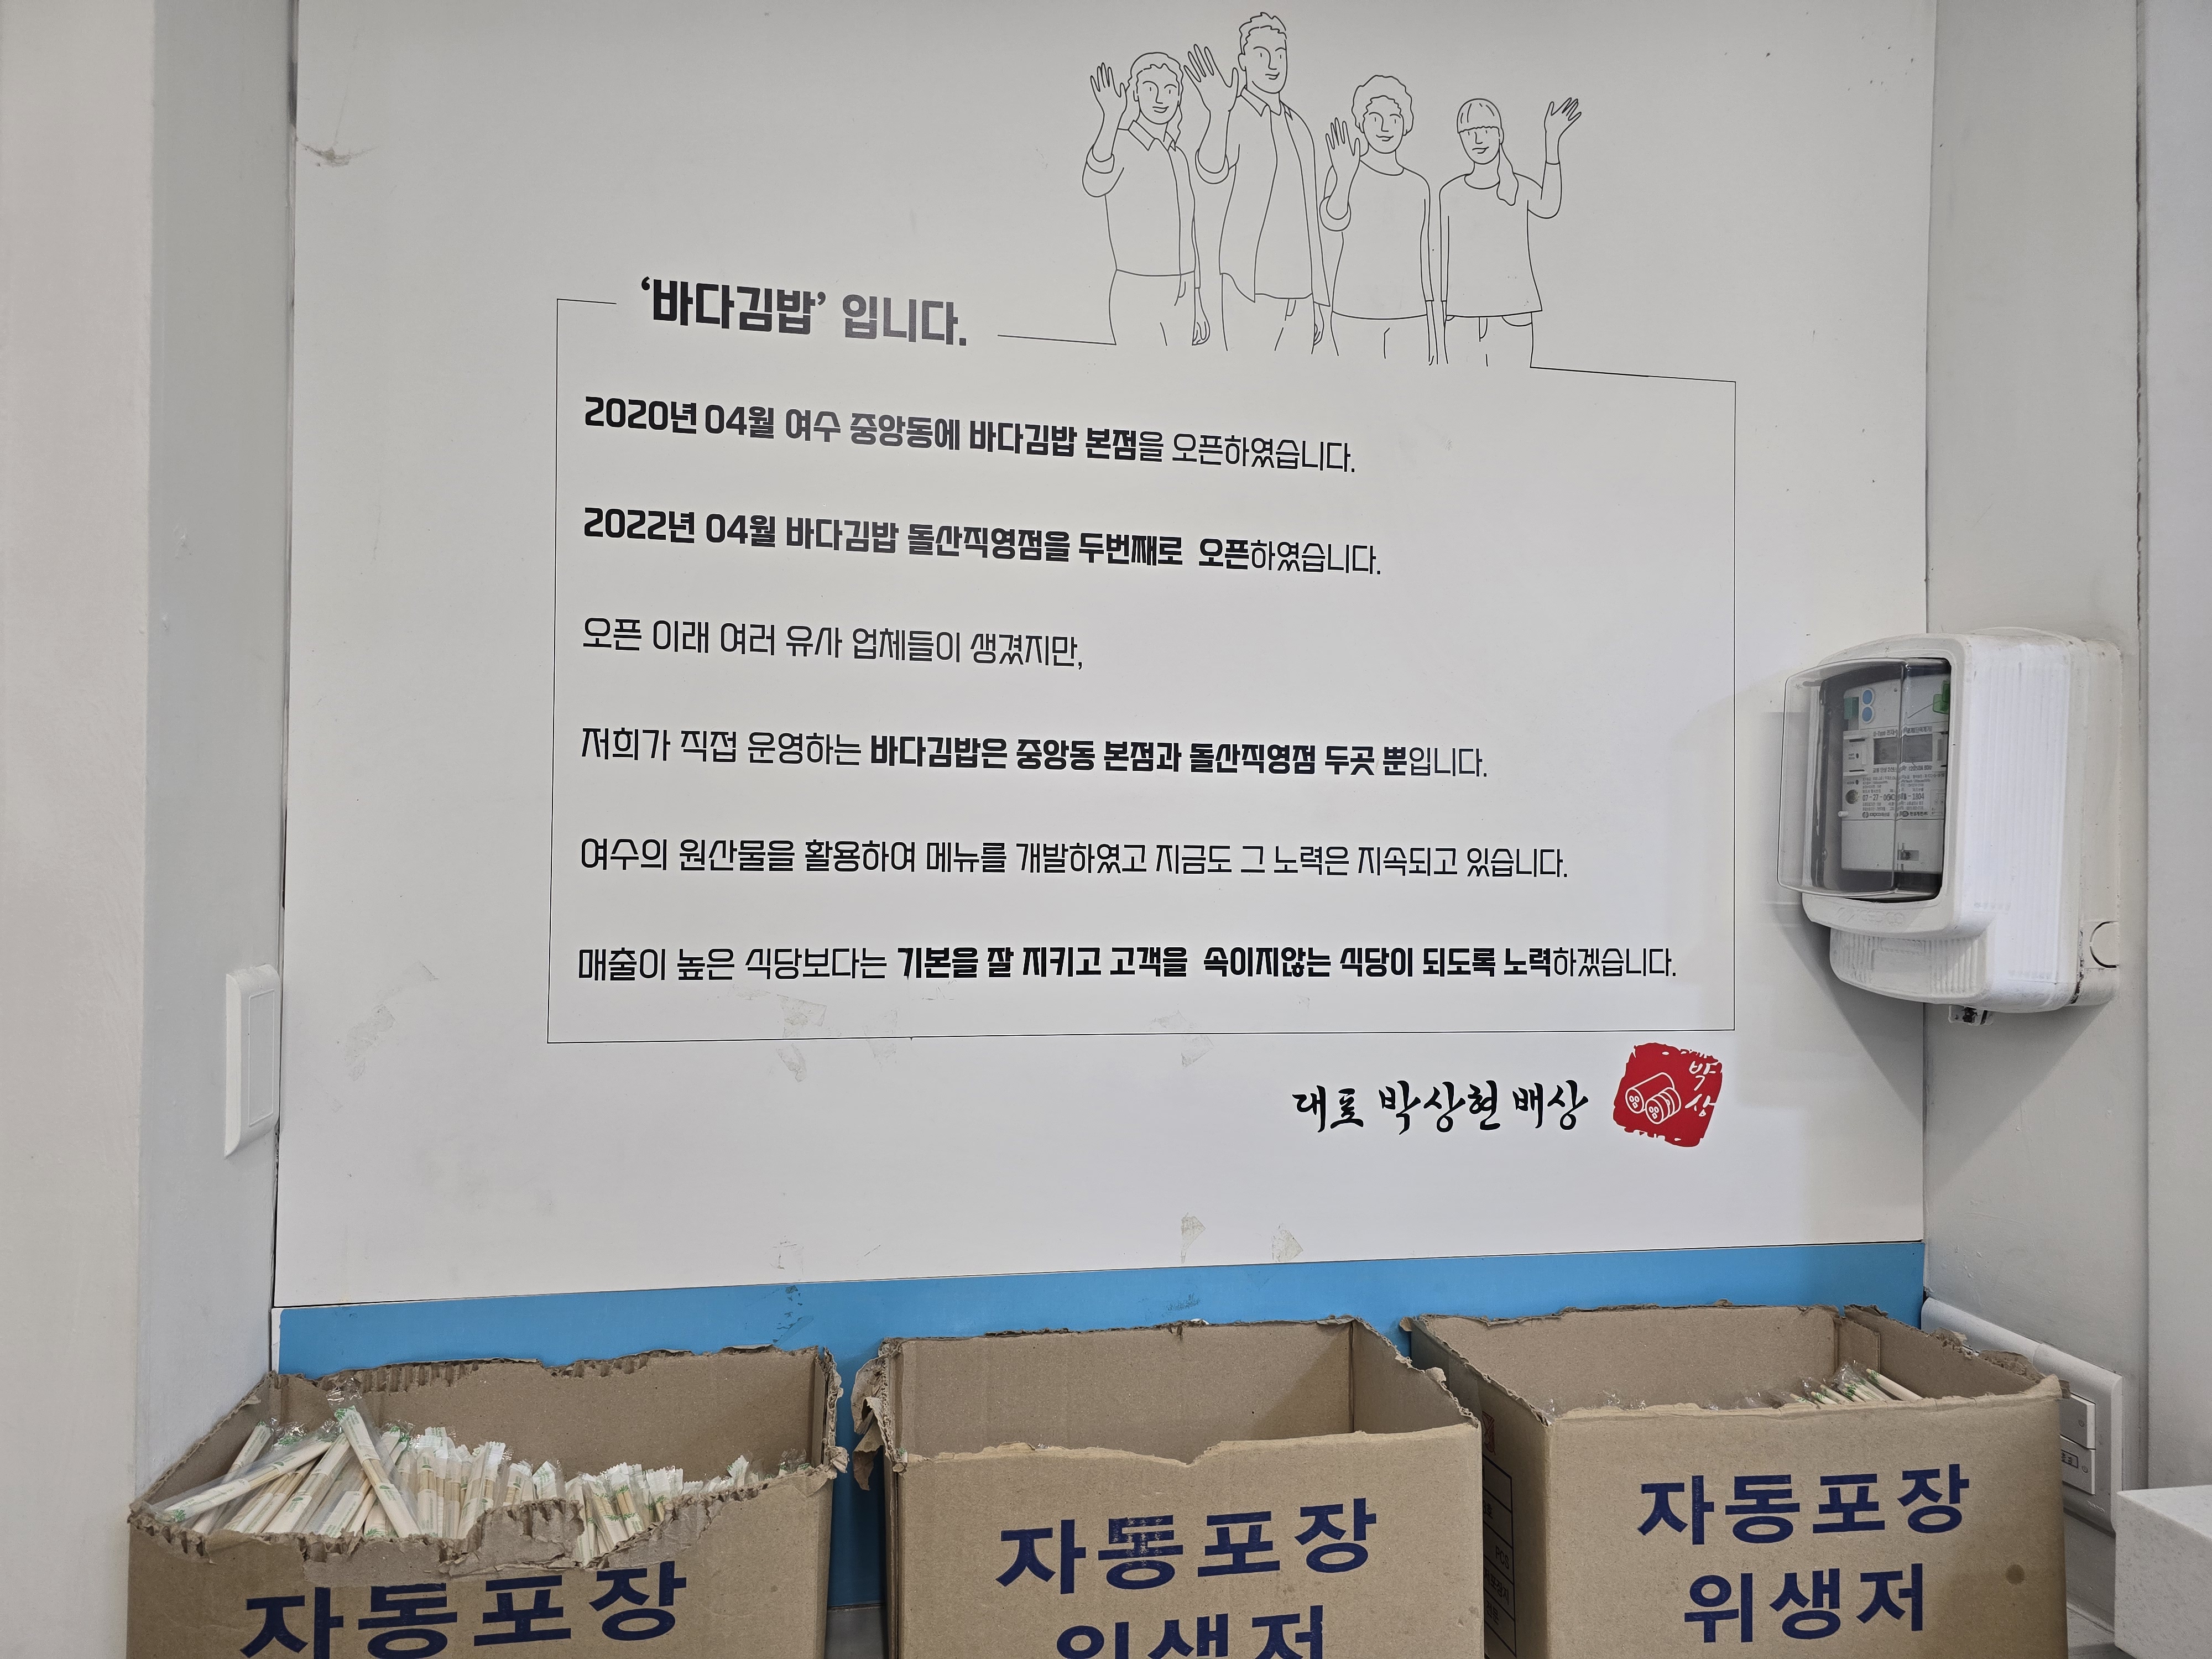 ‘바다김밥’ 입니다.
2020년 04월 여수 중앙동에 바다김밥 본점을 오픈하였습니다.
2022년 04월 바다김밥 돌산직영점을 두번째로 오픈하였습니다.
오픈 이래 여러 유사 업체들이 생겼지만,
저희가 직접 운영하는 바다김밥은 중앙동 본점과 돌산직영점 두곳 뿐입니다.
여수의 원산물을 활용하여 메뉴를 개발하였고 지금도 그 노력은 지속되고 있습니다.
매출이 높은 식당보다는 기본을 잘 지키고 고객을 속이지않는 식당이 되도록 노력하겠습니다.
대표 박상현 배상
박
상
자동포장
자동포장
위생저
자동포장
위생저
PCS